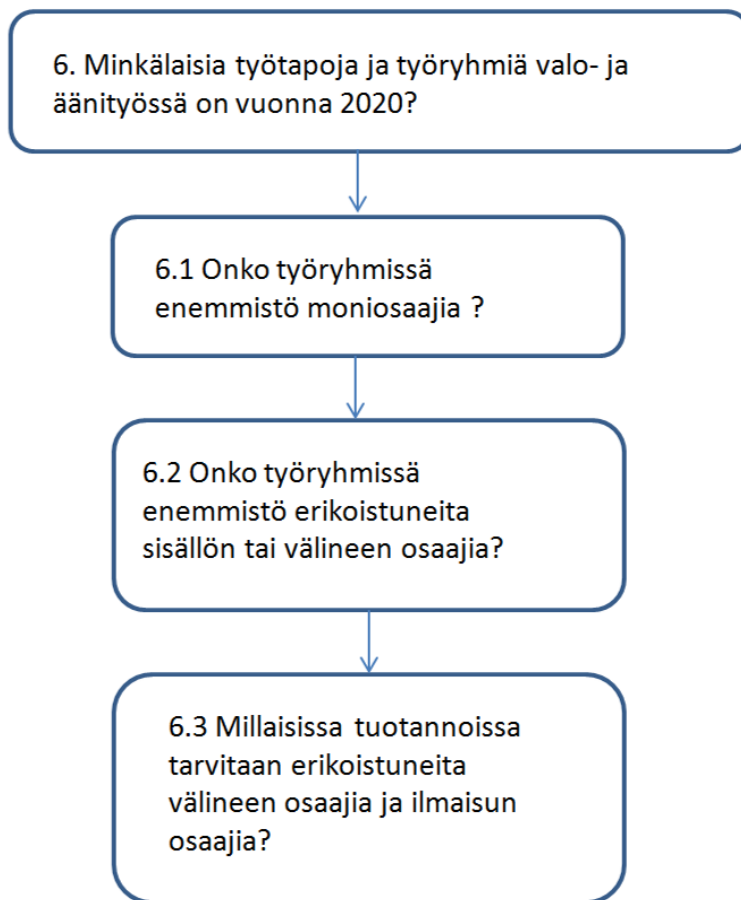 6. Minkälaisia työtapoja ja työryhmiä valo- ja
äänityössä on vuonna 2020?
6.1 Onko työryhmissä
enemmistö moniosaajia ?
6.2 Onko työryhmissä
enemmistö erikoistuneita
sisällön tai välineen osaajia?
6.3 Millaisissa tuotannoissa
tarvitaan erikoistuneita
välineen osaajia ja ilmaisun
osaajia?